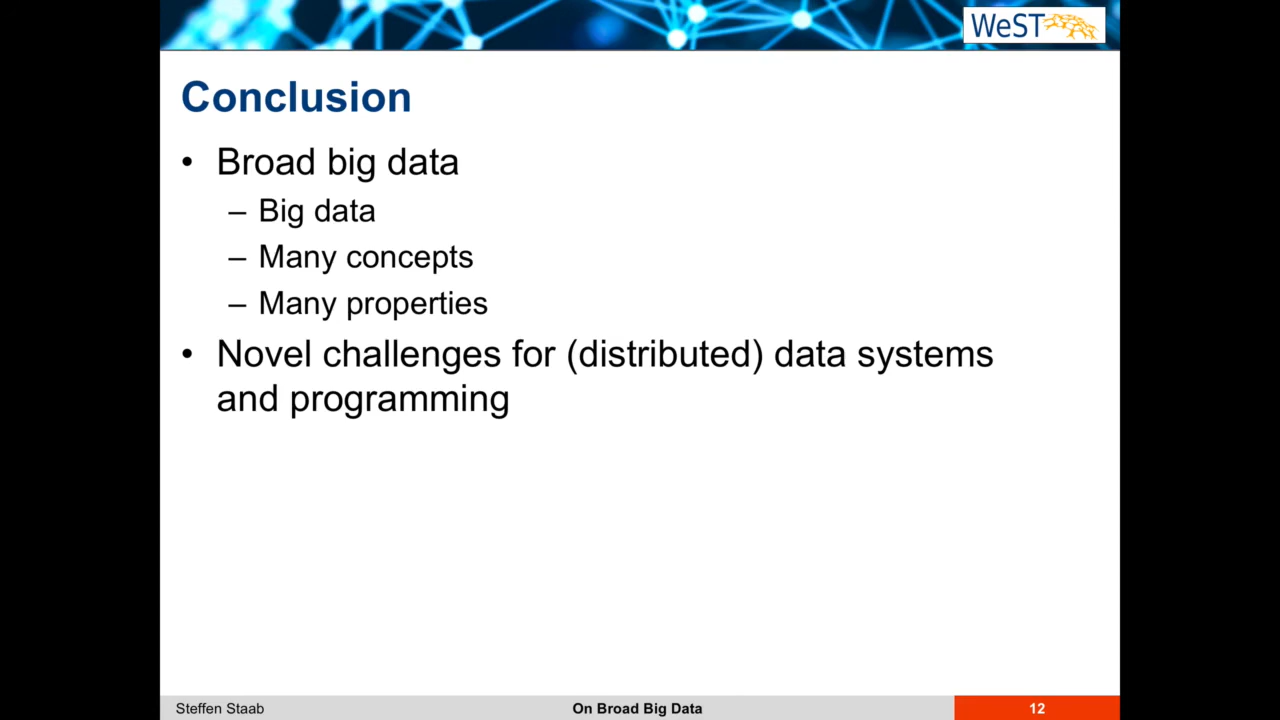 WeST
Conclusion
• Broad big data
– Big data
– Many concepts
– Many properties
• Novel challenges for (distributed) data systems
and programming
Steffen Staab
On Broad Big Data
12